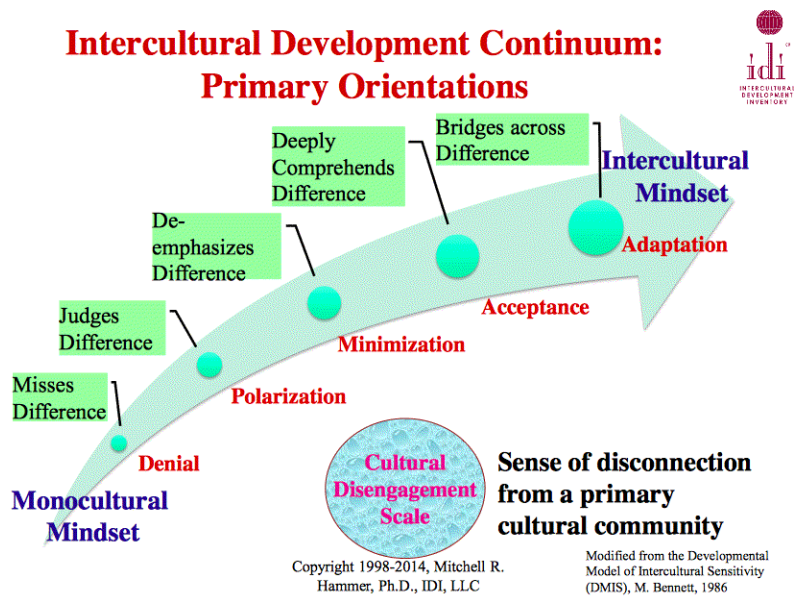 Intercultural Development Continuum:
Primary Orientations
idi
INTERCULTURAL
DEVELOPMENT
INVENTORY
Bridges across
Difference
Intercultural
Mindset
Deeply
Comprehends
Difference
Adaptation
De-
emphasizes
Difference
Acceptance
Judges
Difference
Minimization
Misses
Difference
Polarization
Denial
Monocultural
Mindset
Cultural
Disengagement
Scale
Sense of disconnection
from a primary
cultural community
Copyright 1998-2014, Mitchell R.
Hammer, Ph.D., IDI, LLC
Modified from the Developmental
Model of Intercultural Sensitivity
(DMIS), M. Bennett, 1986